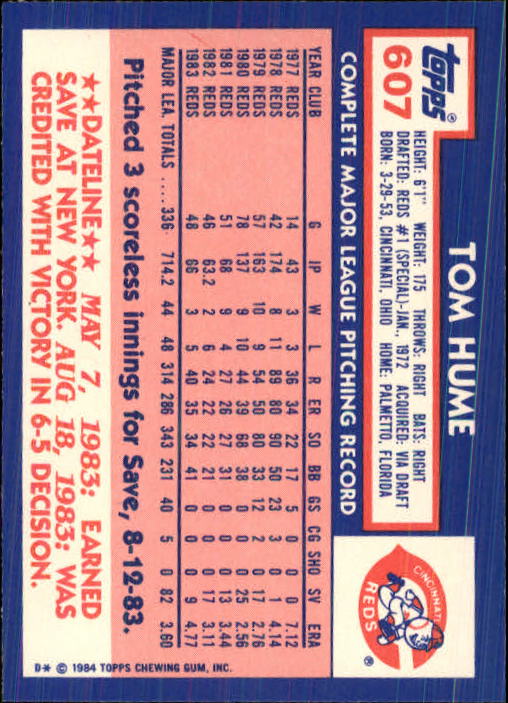 topps®
607
TOM HUME
HEIGHT: 6'1" WEIGHT: 175 THROWS: RIGHT BATS: RIGHT
DRAFTED: REDS #1 (SPECIAL)-JAN., 1972 ACQUIRED: VIA DRAFT
BORN: 3-29-53, CINCINNATI, OHIO HOME: PALMETTO, FLORIDA
CINCINNATI
REDS
®
COMPLETE MAJOR LEAGUE PITCHING RECORD
YEAR CLUB G IP W L R ER SO BB GS CG SHO SV ERA
1977 REDS 14 43 3 3 36 34 22 17 5 0 0 0 7.12
1978 REDS 42 174 8 11 89 80 90 50 23 3 0 1 4.14
1979 REDS 57 163 10 9 54 50 80 33 12 2 0 17 2.76
1980 REDS 78 137 9 10 44 39 68 38 0 0 0 25 2.56
1981 REDS 51 68 9 4 27 26 27 31 0 0 0 13 3.44
1982 REDS 46 63.2 2 6 24 22 22 21 0 0 0 17 3.11
1983 REDS 48 66 3 5 40 35 34 41 0 0 0 9 4.77
MAJOR LEA. TOTALS ..... 336 714.2 44 48 314 286 343 231 40 5 0 82 3.60
Pitched 3 scoreless innings for Save, 8-12-83.
★★DATELINE★★ MAY 7, 1983: EARNED
SAVE AT NEW YORK. AUG 18, 1983: WAS
CREDITED WITH VICTORY IN 6-5 DECISION.
D* © 1984 TOPPS CHEWING GUM, INC.